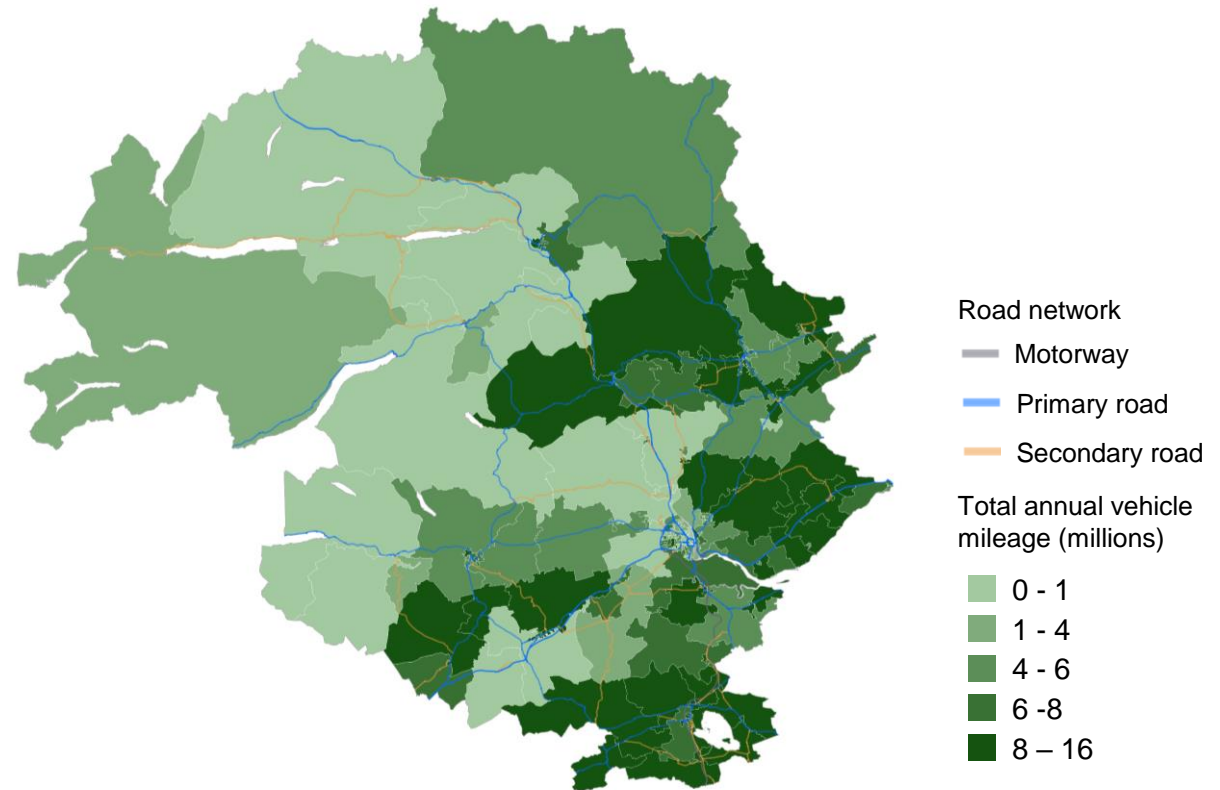 Road network
Motorway
Primary road
Secondary road
Total annual vehicle
mileage (millions)
0 - 1
1 - 4
4 - 6
6 -8
8 – 16